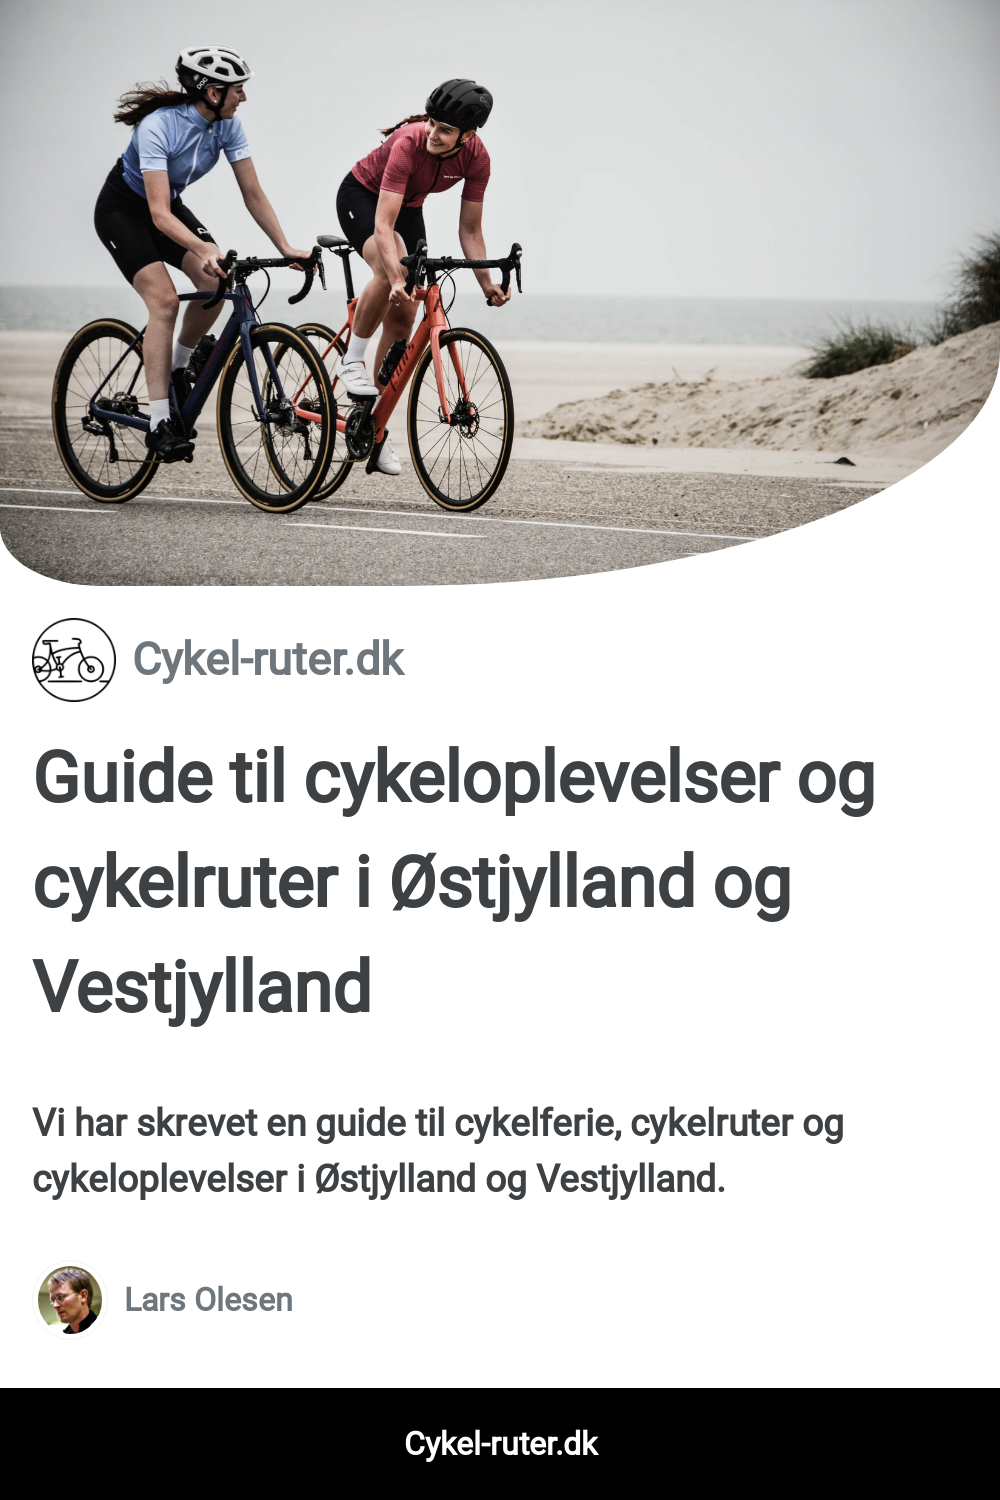 POC
Cykel-ruter.dk
Guide til cykeloplevelser og
cykelruter i Østjylland og
Vestjylland
Vi har skrevet en guide til cykelferie, cykelruter og
cykeloplevelser i Østjylland og Vestjylland.
Lars Olesen
Cykel-ruter.dk